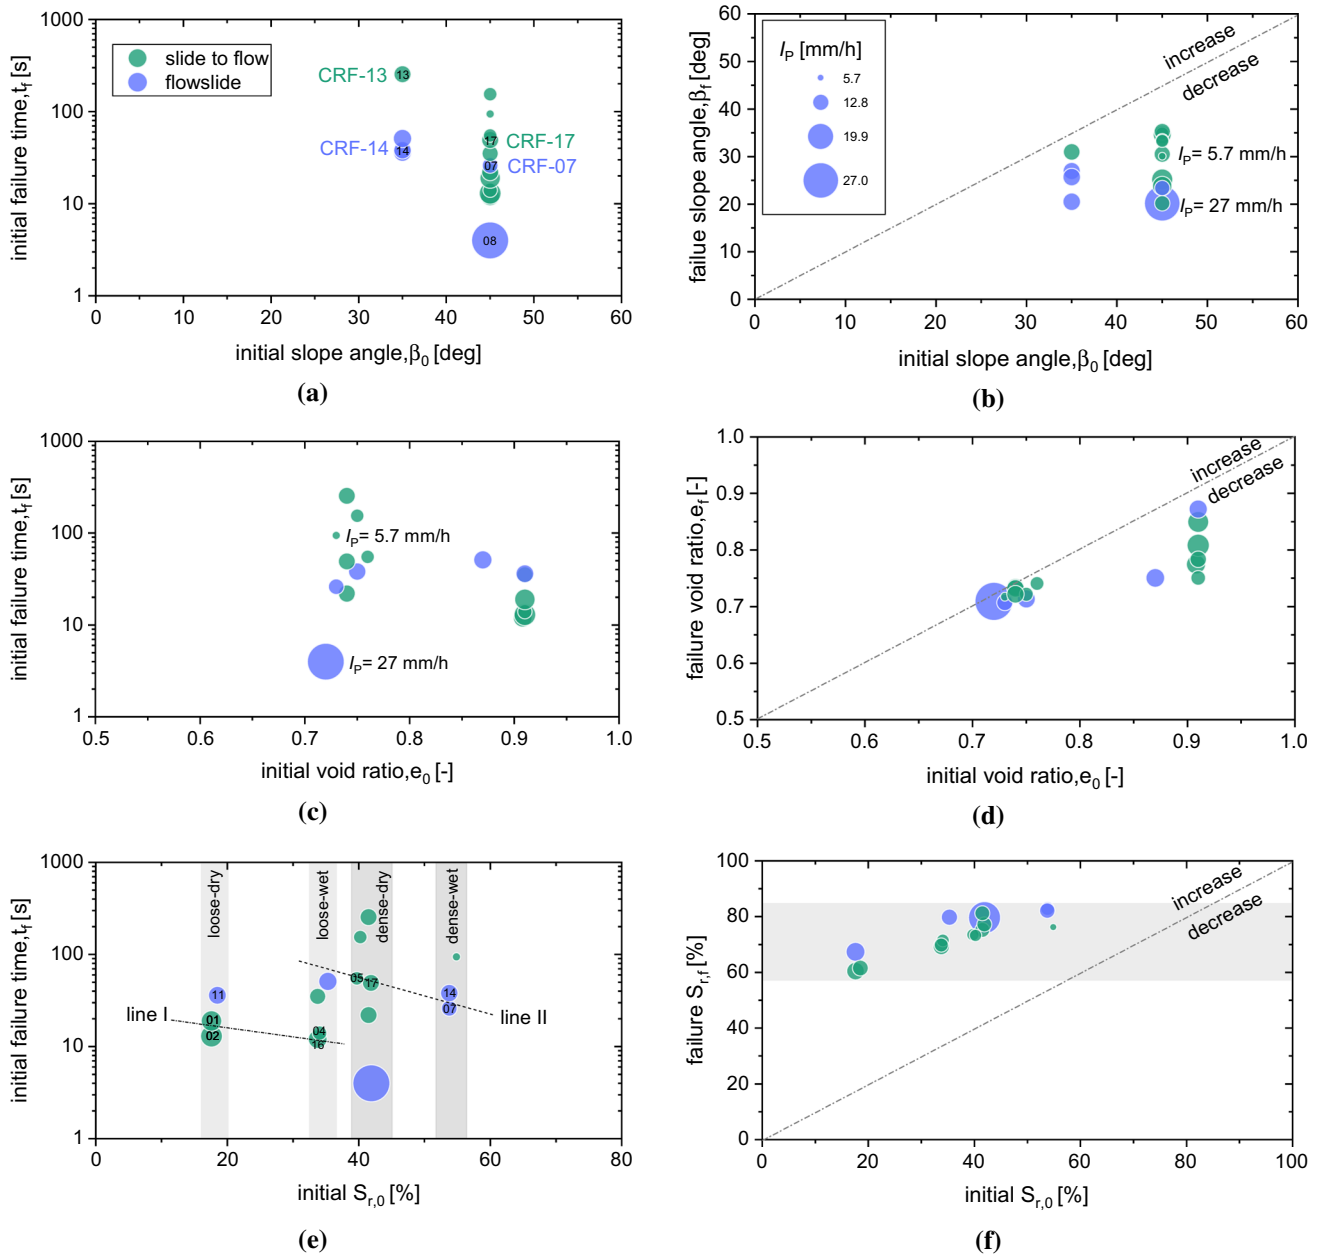 1000
100
10
1
initial failure time,tf [s]
slide to flow
flowslide
CRF-13
13
CRF-14
14
17
CRF-17
07
CRF-07
08
0 10 20 30 40 50 60
initial slope angle,β0 [deg]
(a)
60
50
40
30
20
10
0
failue slope angle,βf [deg]
IP [mm/h]
5.7
12.8
19.9
27.0
increase
decrease
IP= 5.7 mm/h
IP= 27 mm/h
0 10 20 30 40 50 60
initial slope angle,β0 [deg]
(b)
1000
100
10
1
initial failure time,tf [s]
IP= 5.7 mm/h
IP= 27 mm/h
0.5 0.6 0.7 0.8 0.9 1.0
initial void ratio,e0 [-]
(c)
1.0
0.9
0.8
0.7
0.6
0.5
failure void ratio,ef [-]
increase
decrease
0.5 0.6 0.7 0.8 0.9 1.0
initial void ratio,e0 [-]
(d)
1000
100
10
1
initial failure time,tf [s]
loose-dry
loose-wet
dense-dry
dense-wet
11
01
02
line I
04
16
05
17
14
07
line II
0 20 40 60 80
initial Sr,0 [%]
(e)
100
80
60
40
20
0
failure Sr,f [%]
increase
decrease
0 20 40 60 80 100
initial Sr,0 [%]
(f)